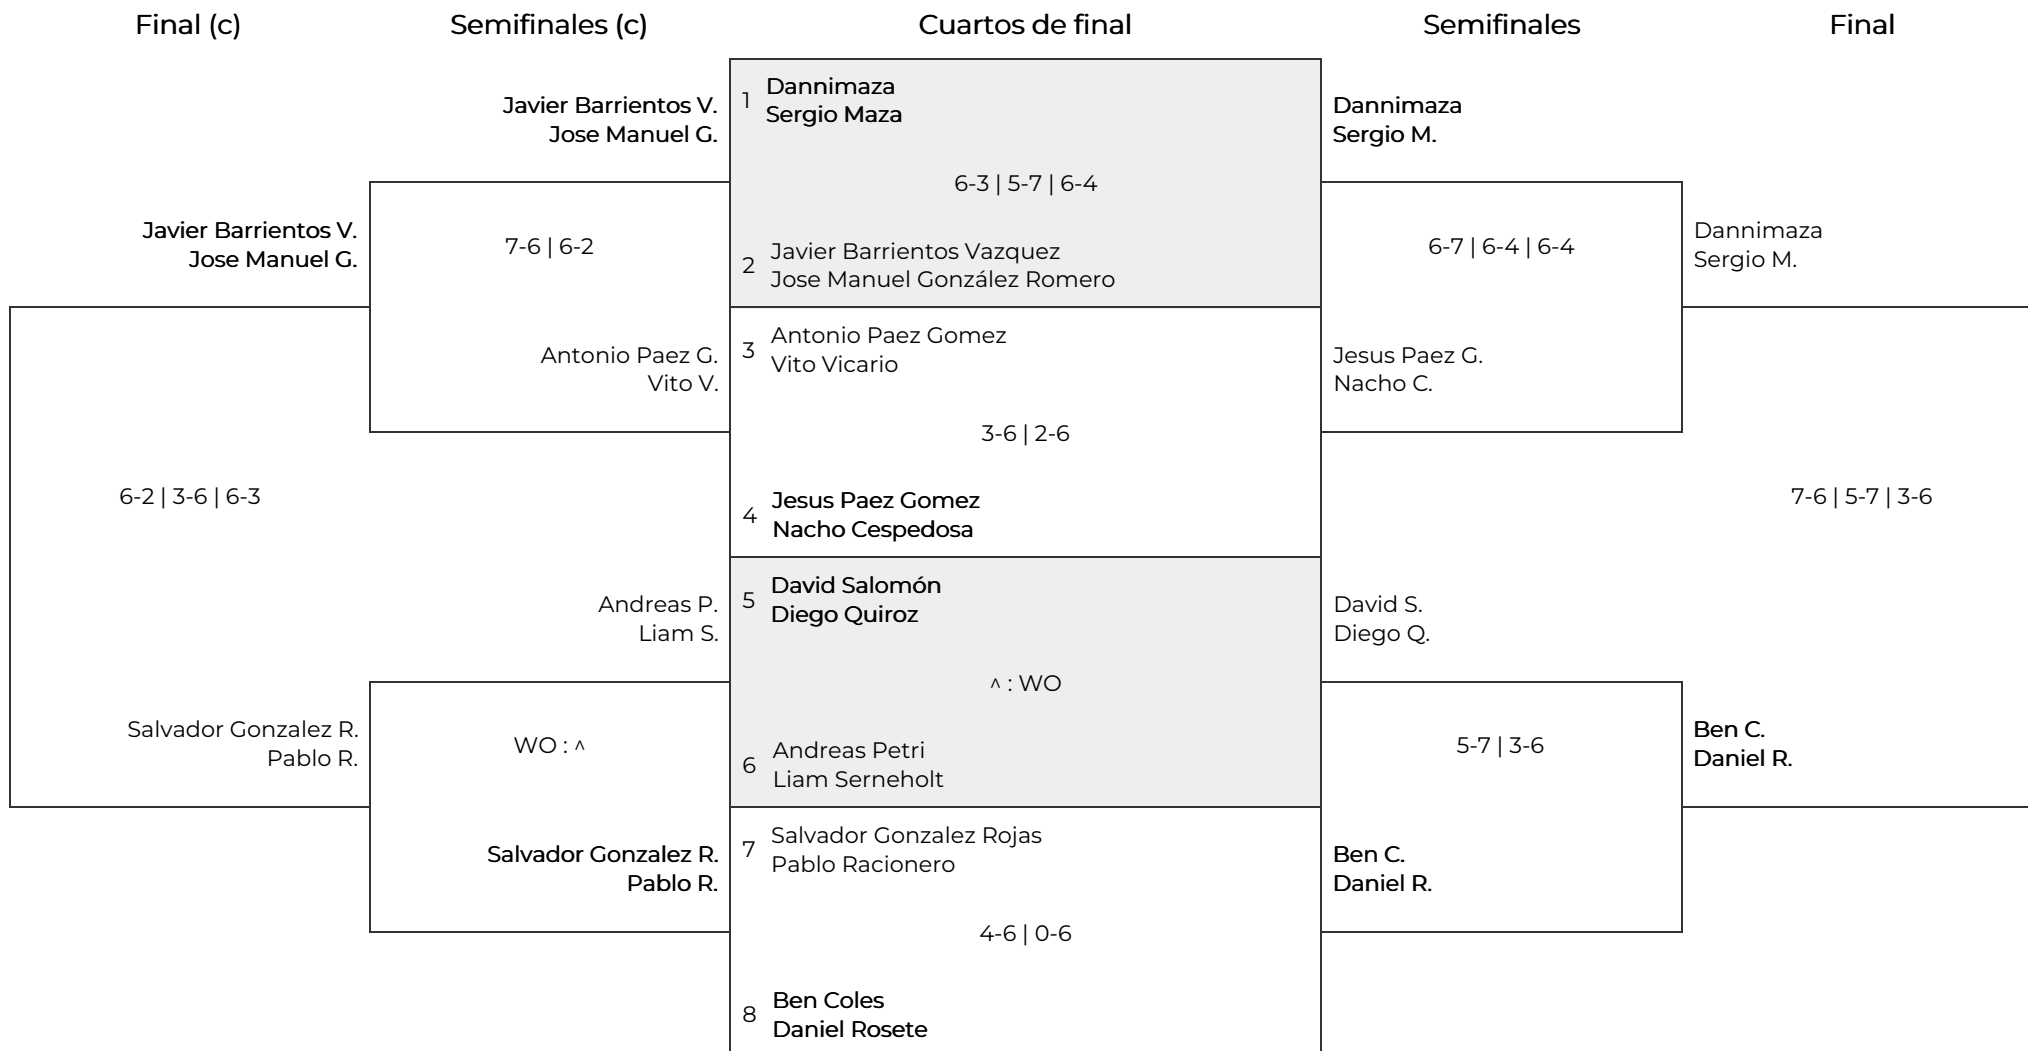 Final (c)
Semifinales (c)
Cuartos de final
Semifinales
Final
Javier Barrientos V.
Jose Manuel G.
7-6 | 6-2
Antonio Paez G.
Vito V.
Javier Barrientos V.
Jose Manuel G.
6-2 | 3-6 | 6-3
Salvador Gonzalez R.
Pablo R.
Andreas P.
Liam S.
WO : ^
Salvador Gonzalez R.
Pablo R.
1 Dannimaza
Sergio Maza
6-3 | 5-7 | 6-4
2 Javier Barrientos Vazquez
Jose Manuel González Romero
3 Antonio Paez Gomez
Vito Vicario
3-6 | 2-6
4 Jesus Paez Gomez
Nacho Cespedosa
5 David Salomón
Diego Quiroz
^ : WO
6 Andreas Petri
Liam Serneholt
7 Salvador Gonzalez Rojas
Pablo Racionero
4-6 | 0-6
8 Ben Coles
Daniel Rosete
Dannimaza
Sergio M.
6-7 | 6-4 | 6-4
Jesus Paez G.
Nacho C.
David S.
Diego Q.
5-7 | 3-6
Ben C.
Daniel R.
Dannimaza
Sergio M.
7-6 | 5-7 | 3-6
Ben C.
Daniel R.